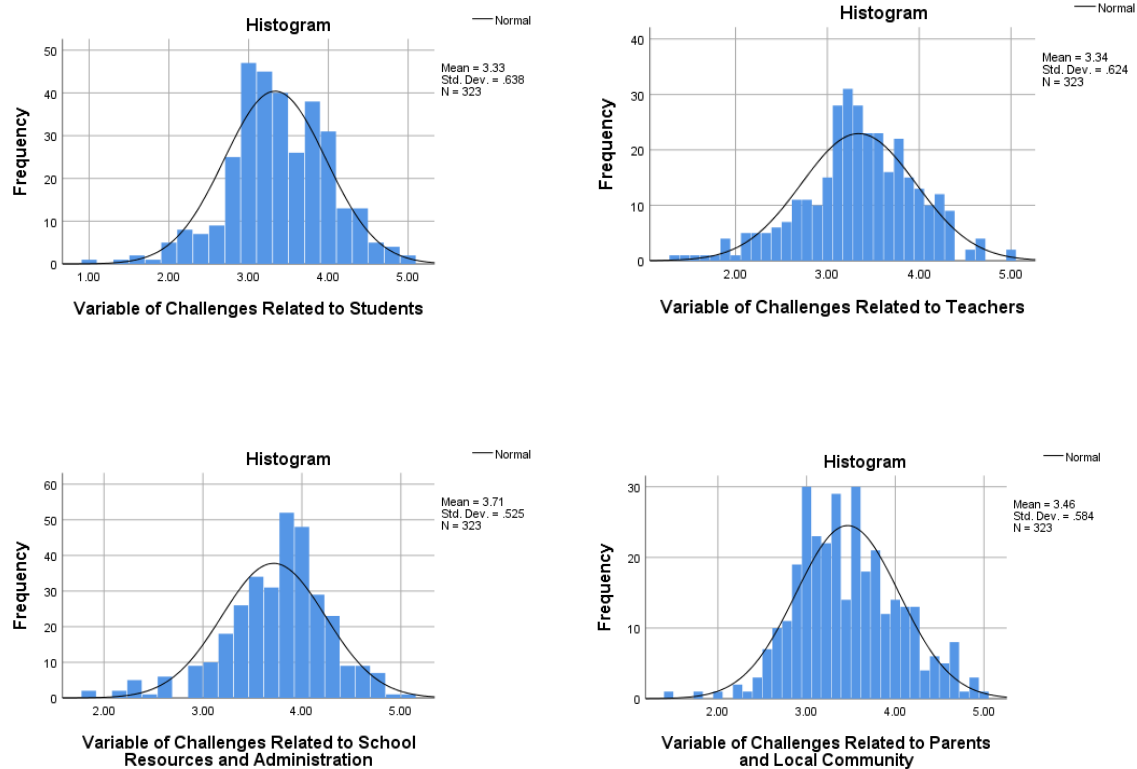 Histogram
Normal
Mean = 3.33
Std. Dev. = .638
N = 323
Frequency
50
40
30
20
10
0
1.00 2.00 3.00 4.00 5.00
Variable of Challenges Related to Students
Histogram
Normal
Mean = 3.34
Std. Dev. = .624
N = 323
Frequency
40
30
20
10
0
2.00 3.00 4.00 5.00
Variable of Challenges Related to Teachers
Histogram
Normal
Mean = 3.71
Std. Dev. = .525
N = 323
Frequency
60
50
40
30
20
10
0
2.00 3.00 4.00 5.00
Variable of Challenges Related to School
Resources and Administration
Histogram
Normal
Mean = 3.46
Std. Dev. = .584
N = 323
Frequency
30
20
10
0
2.00 3.00 4.00 5.00
Variable of Challenges Related to Parents
and Local Community